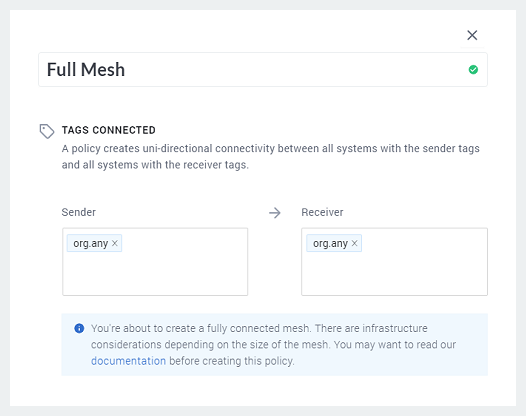 Full Mesh
TAGS CONNECTED
A policy creates uni-directional connectivity between all systems with the sender tags
and all systems with the receiver tags.
Sender
Receiver
org.any
org.any
You're about to create a fully connected mesh. There are infrastructure
considerations depending on the size of the mesh. You may want to read our
documentation before creating this policy.